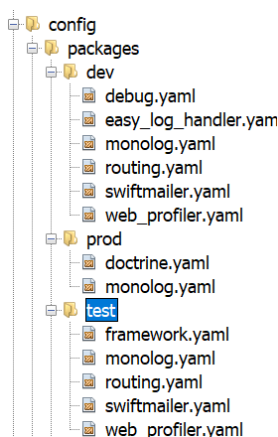 config
packages
dev
debug.yaml
easy_log_handler.yam
monolog.yaml
routing.yaml
swiftmailer.yaml
web_profiler.yaml
prod
doctrine.yaml
monolog.yaml
test
framework.yaml
monolog.yaml
routing.yaml
swiftmailer.yaml
web_profiler.yaml